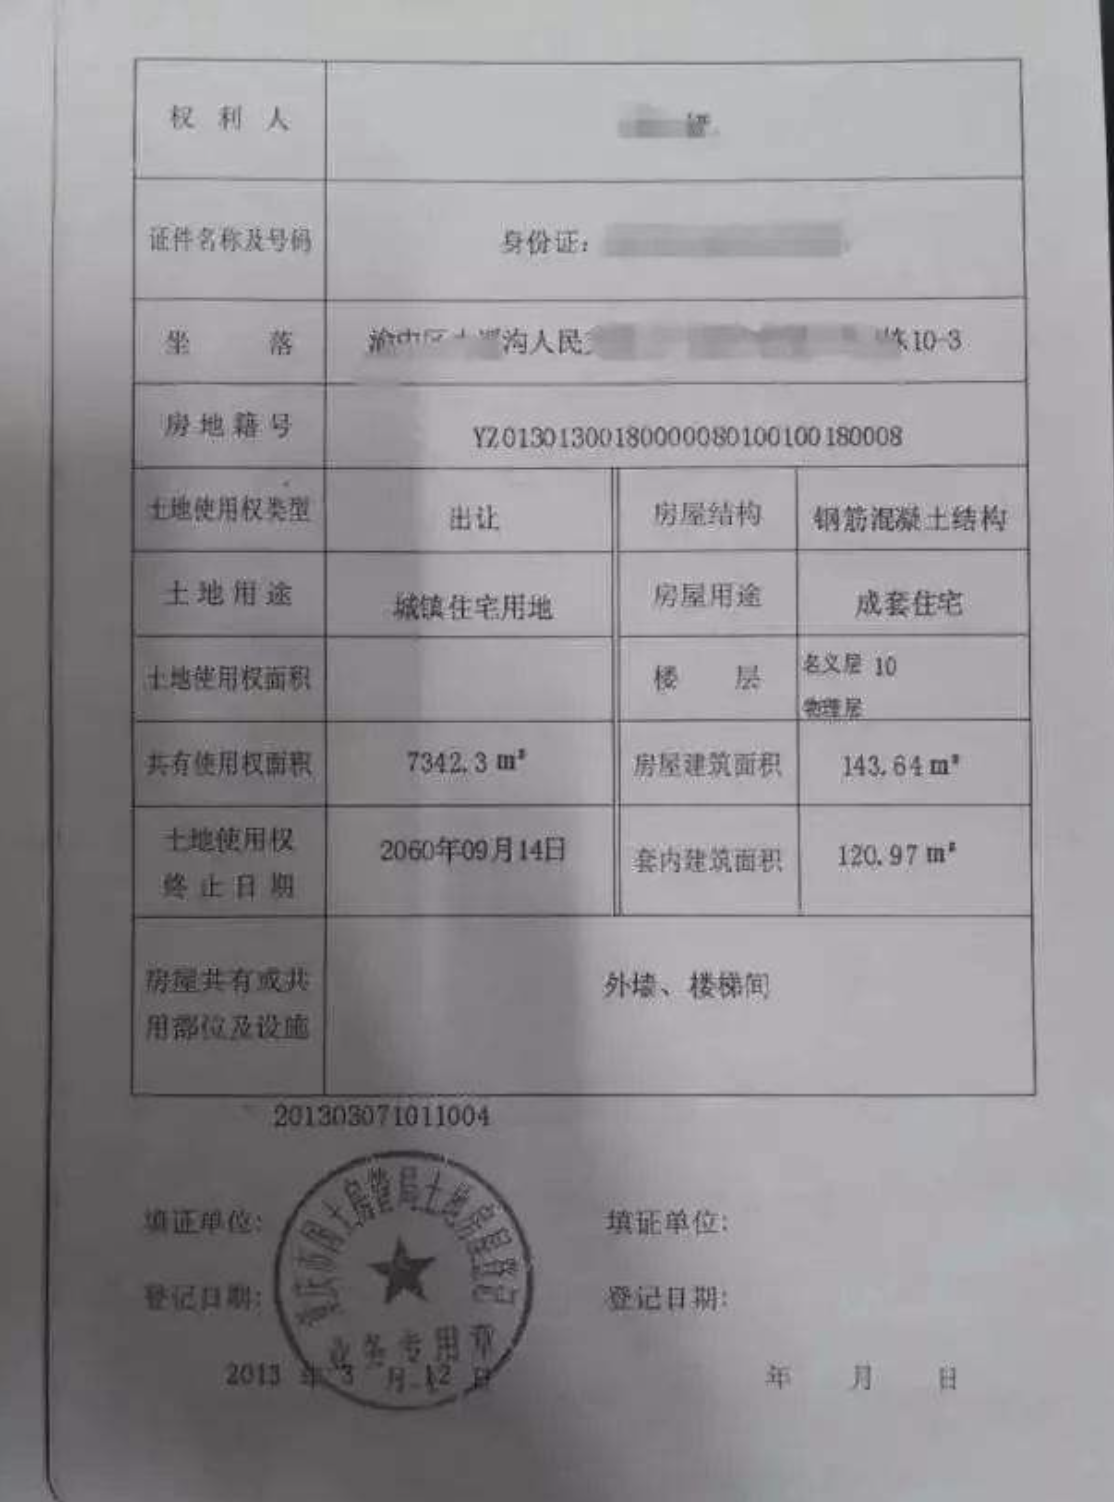 权利人
证件名称及号码 身份证:
坐落 渝中区 沟人民 栋10-3
房地籍号 YZ01301300180000080100100180008
土地使用权类型 出让 房屋结构 钢筋混凝土结构
土地用途 城镇住宅用地 房屋用途 成套住宅
土地使用权面积 楼层 名义层 10
物理层
共有使用权面积 7342.3 m² 房屋建筑面积 143.64 m²
土地使用权
终止日期 2060年09月14日 套内建筑面积 120.97 m²
房屋共有或共
用部位及设施 外墙、楼梯间
201303071011004
填证单位: 填证单位:
登记日期: 登记日期:
国土房管局土地房屋登记
业务专用章
2013 年 3 月 12 日 年 月 日